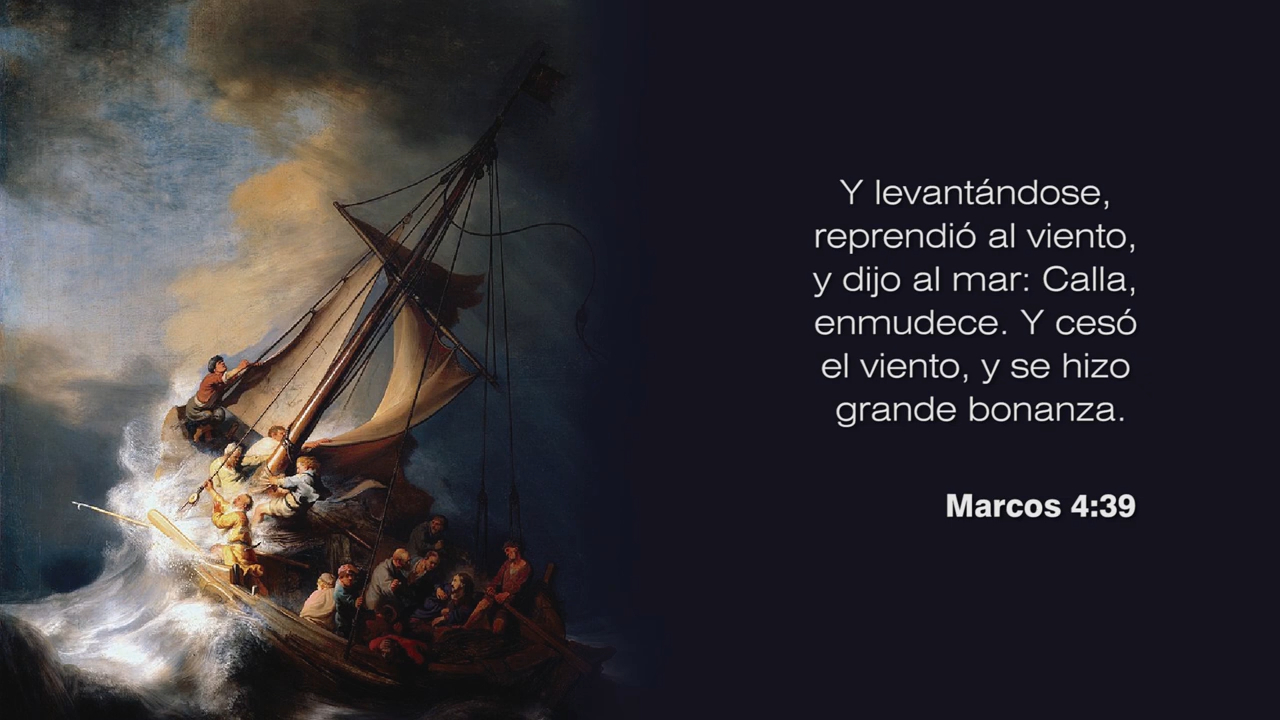 Y levantándose,
reprendió al viento,
y dijo al mar: Calla,
enmudece. Y cesó
el viento, y se hizo
grande bonanza.
Marcos 4:39